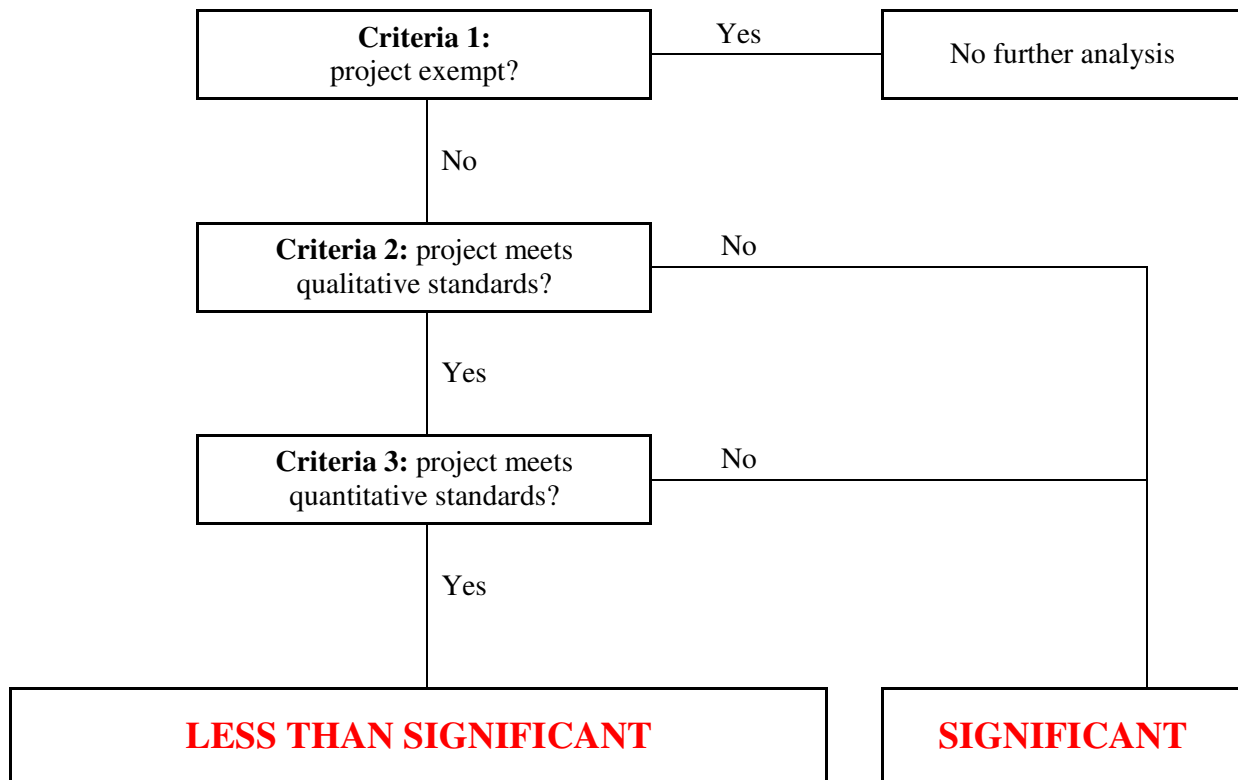 Criteria 1:
project exempt?
Yes
No further analysis
No
Criteria 2: project meets
qualitative standards?
No
Yes
Criteria 3: project meets
quantitative standards?
No
Yes
LESS THAN SIGNIFICANT
SIGNIFICANT